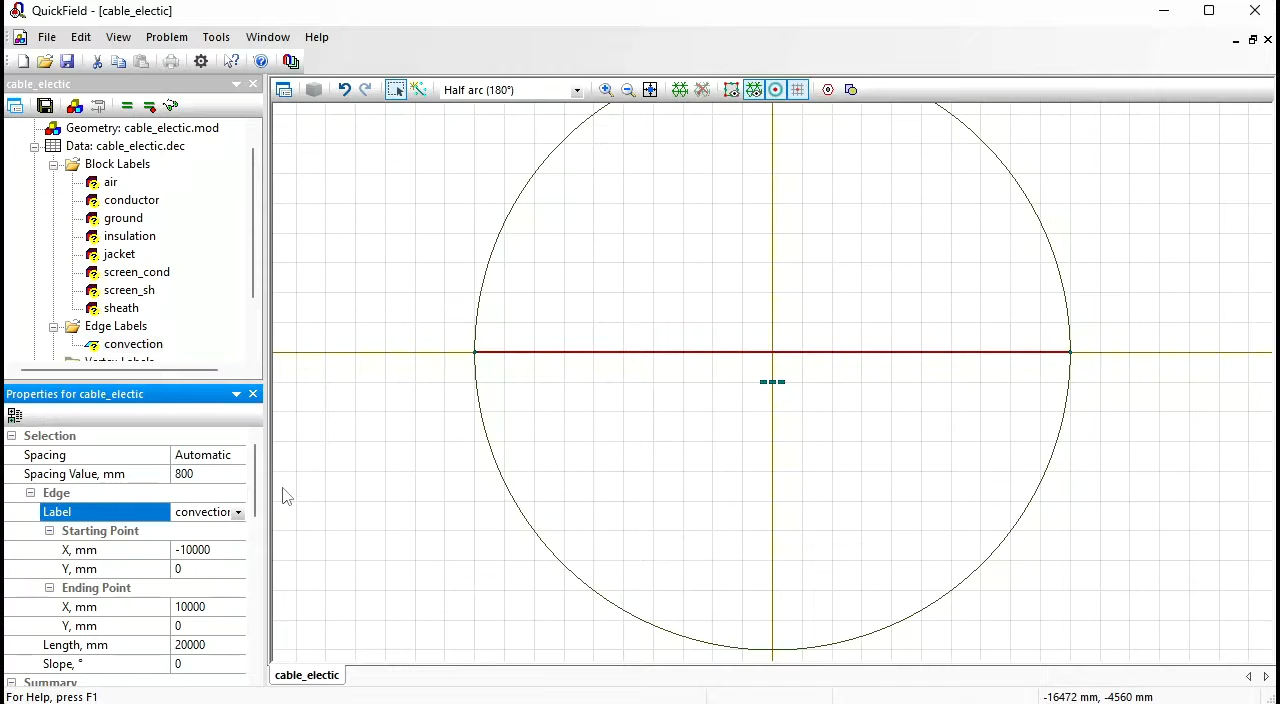 QuickField - [cable_electic]
File Edit View Problem Tools Window Help
cable_electic
Half arc (180°)
Geometry: cable_electic.mod
Data: cable_electic.dec
Block Labels
air
conductor
ground
insulation
jacket
screen_cond
screen_sh
sheath
Edge Labels
convection
Properties for cable_electic
Selection
Spacing Automatic
Spacing Value, mm 800
Edge
Label convection
Starting Point
X, mm -10000
Y, mm 0
Ending Point
X, mm 10000
Y, mm 0
Length, mm 20000
Slope, ° 0
Summary
cable_electic
For Help, press F1
-16472 mm, -4560 mm